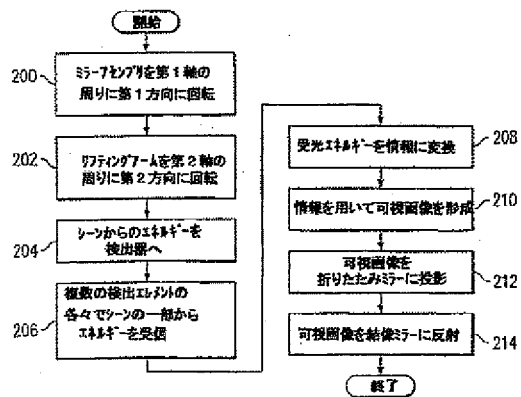 開始
200
ミラーアセンブリを第1軸の
周りに第1方向に回転
202
リフティングアームを第2軸の
周りに第2方向に回転
204
シーンからのエネルギーを
検出器へ
206
複数の検出エレメントの
各々でシーンの一部から
エネルギーを受信
208
受光エネルギーを情報に変換
210
情報を用いて可視画像を形成
212
可視画像を
折りたたみミラーに投影
214
可視画像を結像ミラーに反射
終了